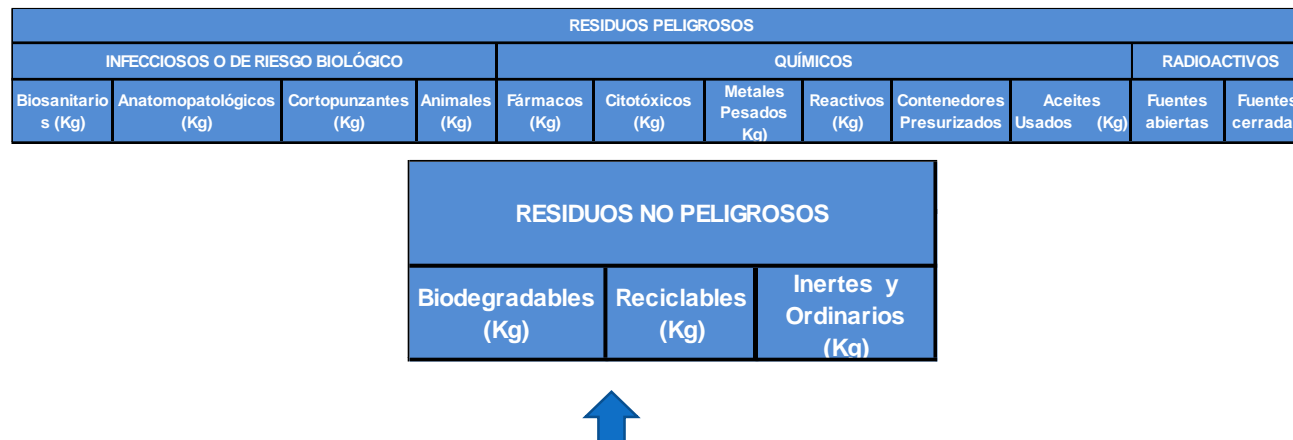 RESIDUOS PELIGROSOS
INFECCIOSOS O DE RIESGO BIOLÓGICO
QUÍMICOS
RADIOACTIVOS
Biosanitario
s (Kg)
Anatomopatológicos
(Kg)
Cortopunzantes
(Kg)
Animales
(Kg)
Fármacos
(Kg)
Citotóxicos
(Kg)
Metales
Pesados
Kg)
Reactivos
(Kg)
Contenedores
Presurizados
Aceites
Usados (Kg)
Fuentes
abiertas
Fuentes
cerrada
RESIDUOS NO PELIGROSOS
Biodegradables
(Kg)
Reciclables
(Kg)
Inertes y
Ordinarios
(Kg)